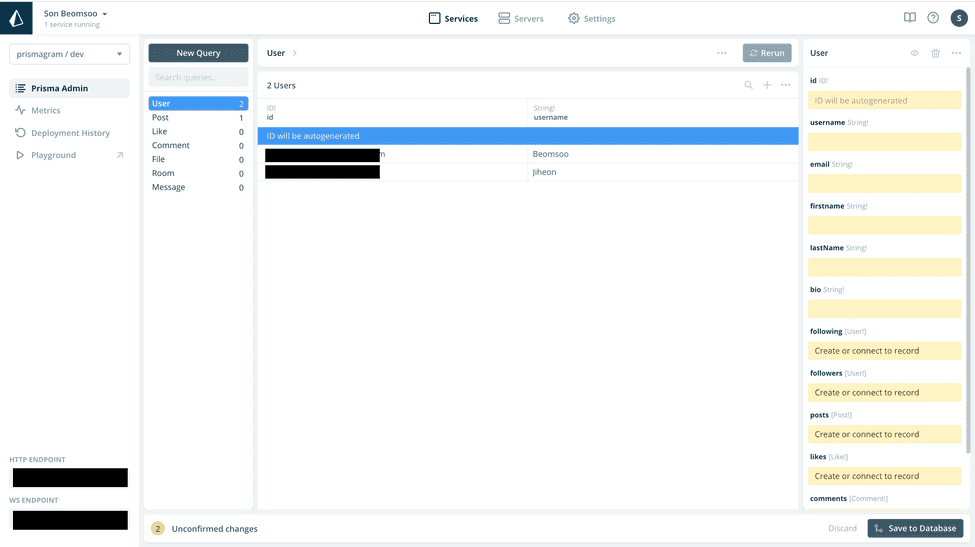 Son Beomsoo
1 service running
Services
Servers
Settings
S
prismagram / dev
Prisma Admin
Metrics
Deployment History
Playground
HTTP ENDPOINT
WS ENDPOINT
New Query
Search queries..
User 2
Post 1
Like 0
Comment 0
File 0
Room 0
Message 0
User
Rerun
2 Users
ID!
id
String!
username
ID will be autogenerated
m
Beomsoo
Jiheon
User
id ID!
ID will be autogenerated
username String!
email String!
firstname String!
lastName String!
bio String!
following [User!]
Create or connect to record
followers [User!]
Create or connect to record
posts [Post!]
Create or connect to record
likes [Like!]
Create or connect to record
comments [Comment!]
2 Unconfirmed changes
Discard
Save to Database